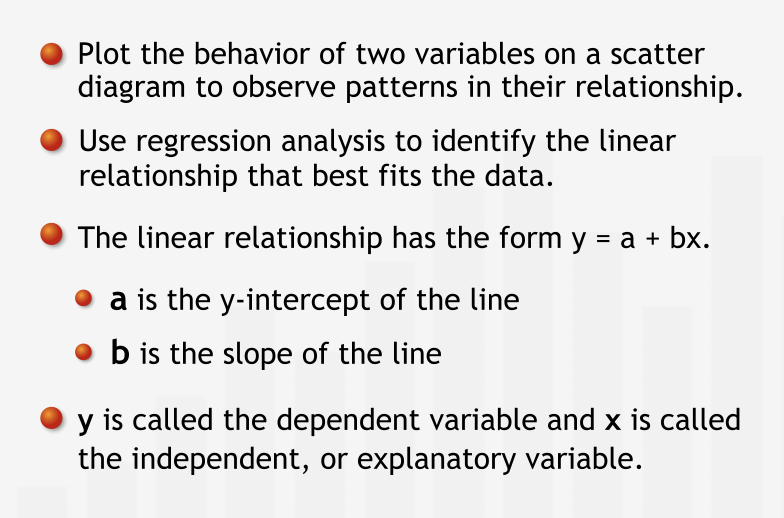 Plot the behavior of two variables on a scatter
diagram to observe patterns in their relationship.
Use regression analysis to identify the linear
relationship that best fits the data.
The linear relationship has the form y = a + bx.
a is the y-intercept of the line
b is the slope of the line
y is called the dependent variable and x is called
the independent, or explanatory variable.